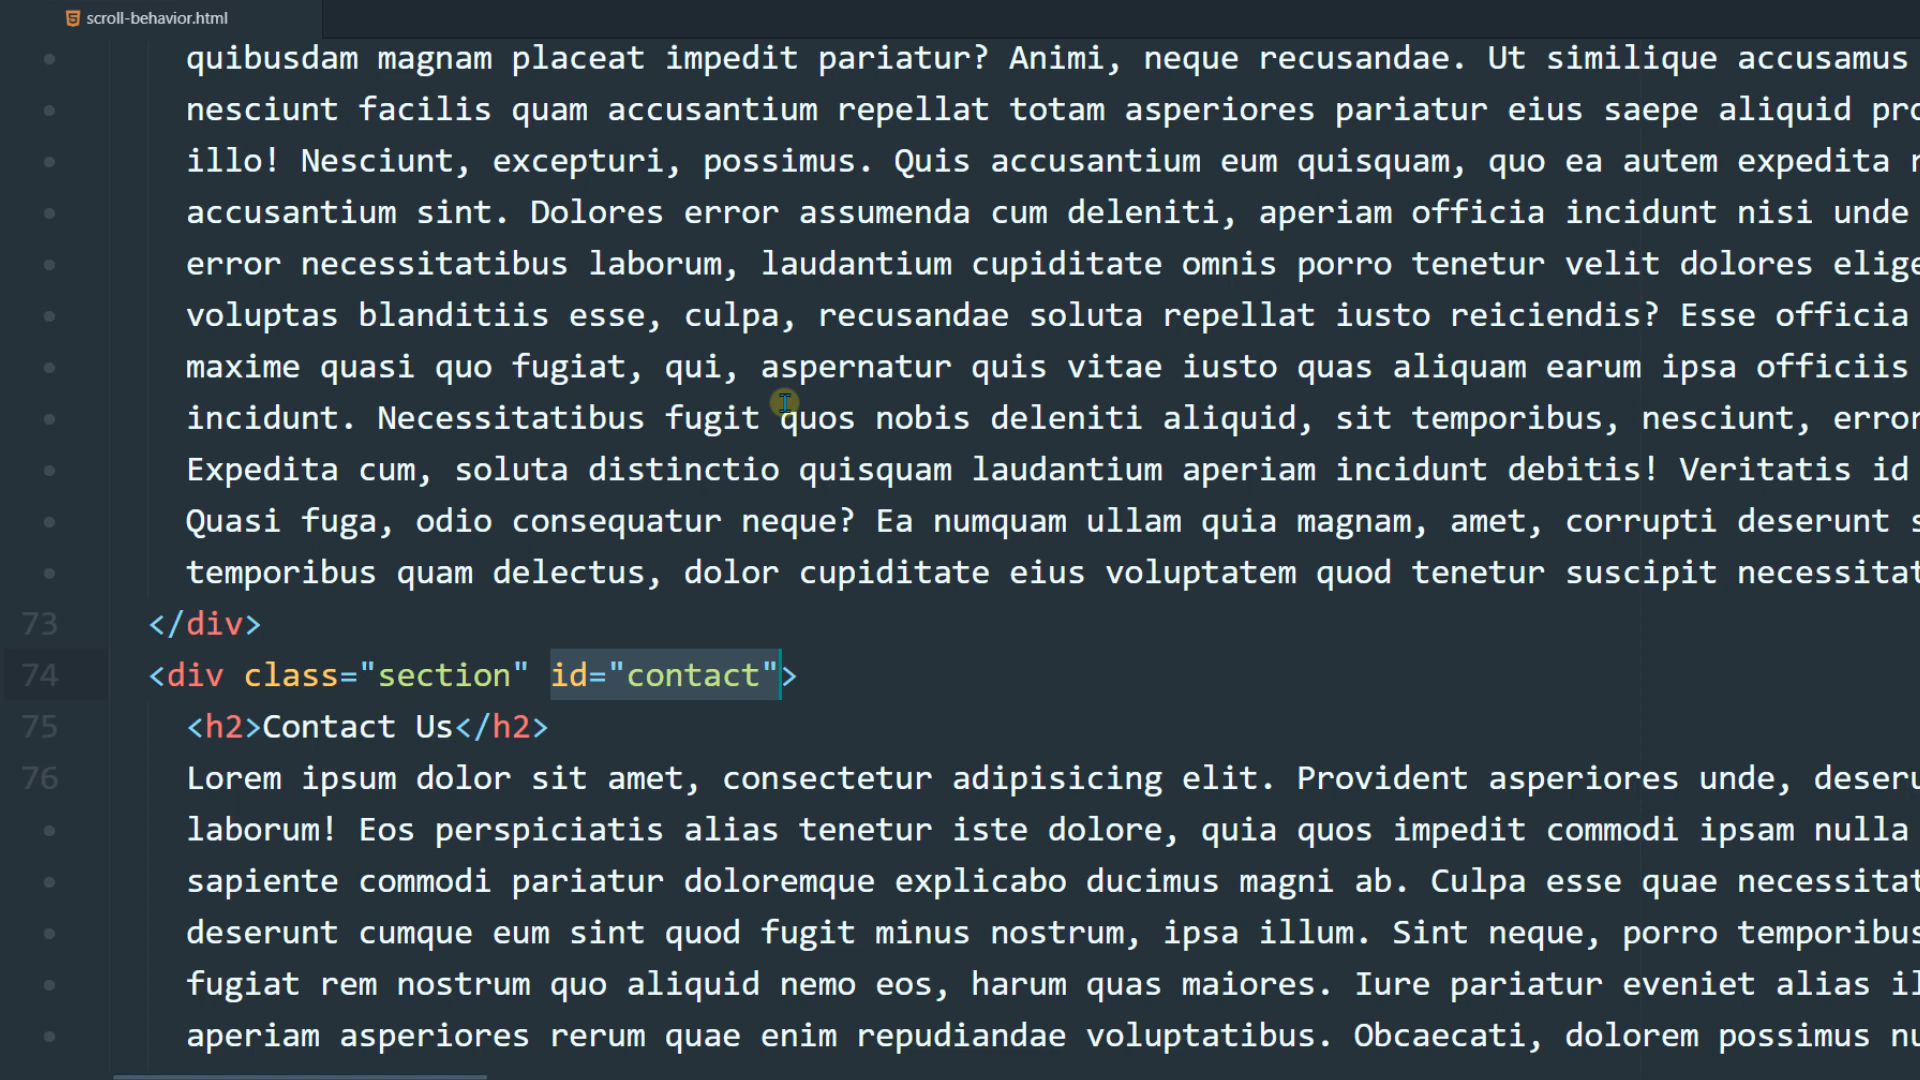 scroll-behavior.html
quibusdam magnam placeat impedit pariatur? Animi, neque recusandae. Ut similique accusamus
nesciunt facilis quam accusantium repellat totam asperiores pariatur eius saepe aliquid
illo! Nesciunt, excepturi, possimus. Quis accusantium eum quisquam, quo ea autem expedita
accusantium sint. Dolores error assumenda cum deleniti, aperiam officia incidunt nisi unde
error necessitatibus laborum, laudantium cupiditate omnis porro tenetur velit dolores
voluptas blanditiis esse, culpa, recusandae soluta repellat iusto reiciendis? Esse officia
maxime quasi quo fugiat, qui, aspernatur quis vitae iusto quas aliquam earum ipsa officiis
incidunt. Necessitatibus fugit quos nobis deleniti aliquid, sit temporibus, nesciunt, error
Expedita cum, soluta distinctio quisquam laudantium aperiam incidunt debitis! Veritatis id
Quasi fuga, odio consequatur neque? Ea numquam ullam quia magnam, amet, corrupti deserunt
temporibus quam delectus, dolor cupiditate eius voluptatem quod tenetur suscipit
73 </div>
74 <div class="section" id="contact">
75 <h2>Contact Us</h2>
76 Lorem ipsum dolor sit amet, consectetur adipisicing elit. Provident asperiores unde,
laborum! Eos perspiciatis alias tenetur iste dolore, quia quos impedit commodi ipsam nulla
sapiente commodi pariatur doloremque explicabo ducimus magni ab. Culpa esse quae
deserunt cumque eum sint quod fugit minus nostrum, ipsa illum. Sint neque, porro temporibus
fugiat rem nostrum quo aliquid nemo eos, harum quas maiores. Iure pariatur eveniet alias
aperiam asperiores rerum quae enim repudiandae voluptatibus. Obcaecati, dolorem possimus